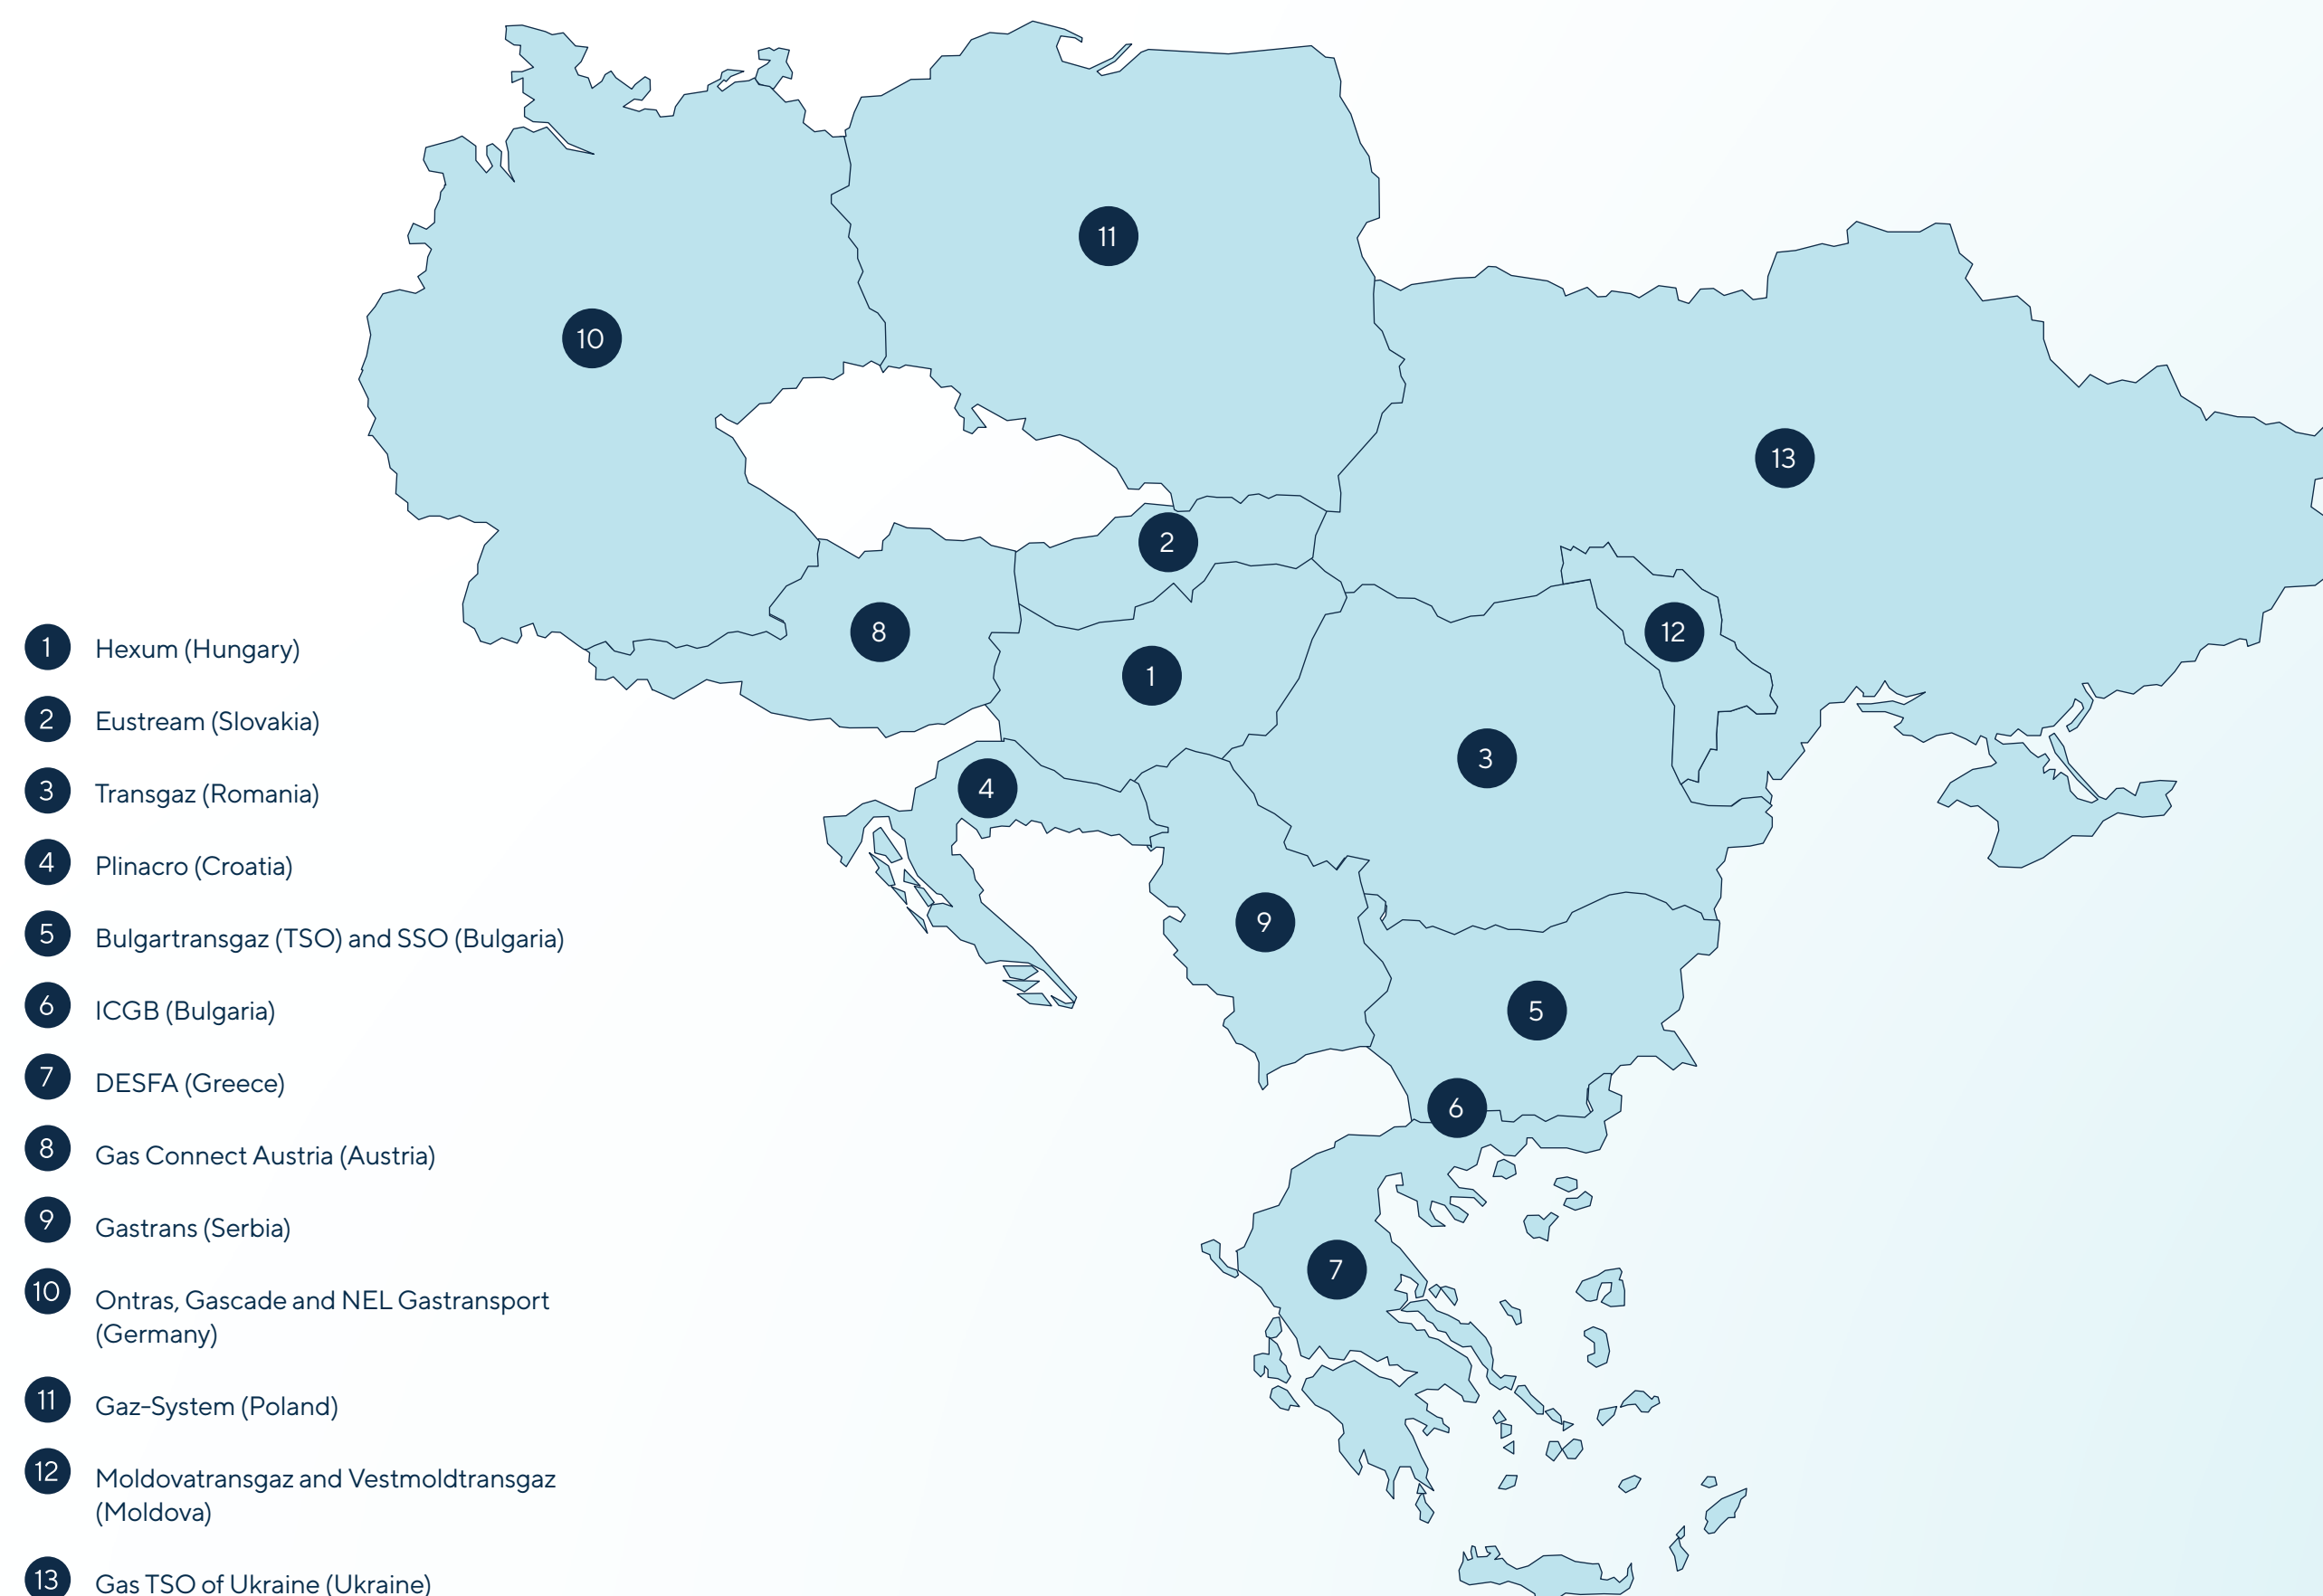 11
10
13
2
8
12
1
3
4
9
5
6
7
1 Hexum (Hungary)
2 Eustream (Slovakia)
3 Transgaz (Romania)
4 Plinacro (Croatia)
5 Bulgartransgaz (TSO) and SSO (Bulgaria)
6 ICGB (Bulgaria)
7 DESFA (Greece)
8 Gas Connect Austria (Austria)
9 Gastrans (Serbia)
10 Ontras, Gascade and NEL Gastransport
(Germany)
11 Gaz-System (Poland)
12 Moldovatransgaz and Vestmoldtransgaz
(Moldova)
13 Gas TSO of Ukraine (Ukraine)